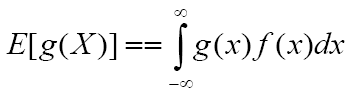 E[g(X)] == ∫_{-∞}^{∞} g(x) f(x)dx